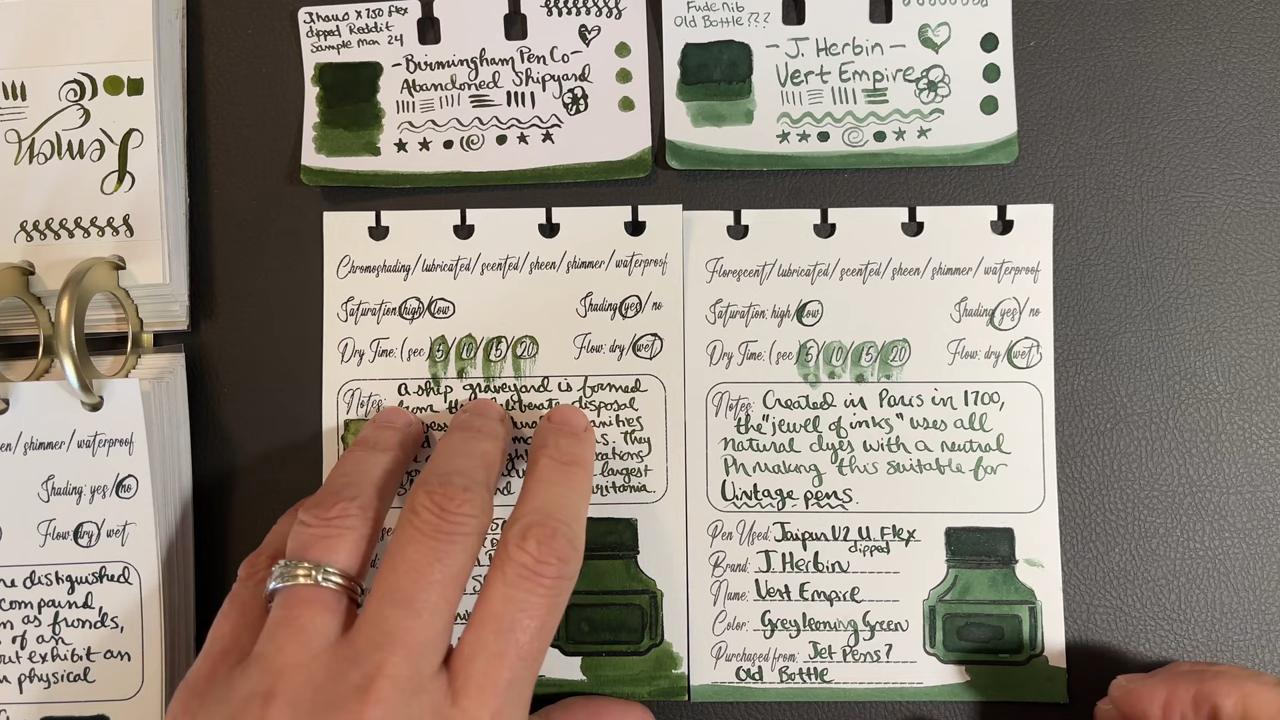 Jhaus x 750 flex
dipped Reddit
Sample Mar 24
-Birmingham Pen Co-
Abandoned Shipyard
Fude nib
Old Bottle???
- J. Herbin -
Vert Empire
Lemon
Chromoshading/lubricated/scented/sheen/shimmer/waterproof
Saturation: high/low
Shading: yes/no
Dry Time: (sec) 5/10/15/20
Flow: dry/wet
Notes: A ship graveyard is formed
disposal
They
largest
Florescent/lubricated/scented/sheen/shimmer/waterproof
Saturation: high/low
Shading: yes/no
Dry Time: (sec) 5/10/15/20
Flow: dry/wet
Notes: Created in Paris in 1700,
the "jewel of inks" uses all
natural dyes with a neutral
Ph making this suitable for
Vintage pens.
Pen Used: Jaipur V2 U. Flex
dipped
Brand: J. Herbin
Name: Vert Empire
Color: Grey leaning Green
Purchased from: Jet Pens?
Old Bottle
en/shimmer/waterproof
Shading: yes/no
Flow: dry/wet
distinguished
compound,
as fronds,
of an
exhibit an
physical